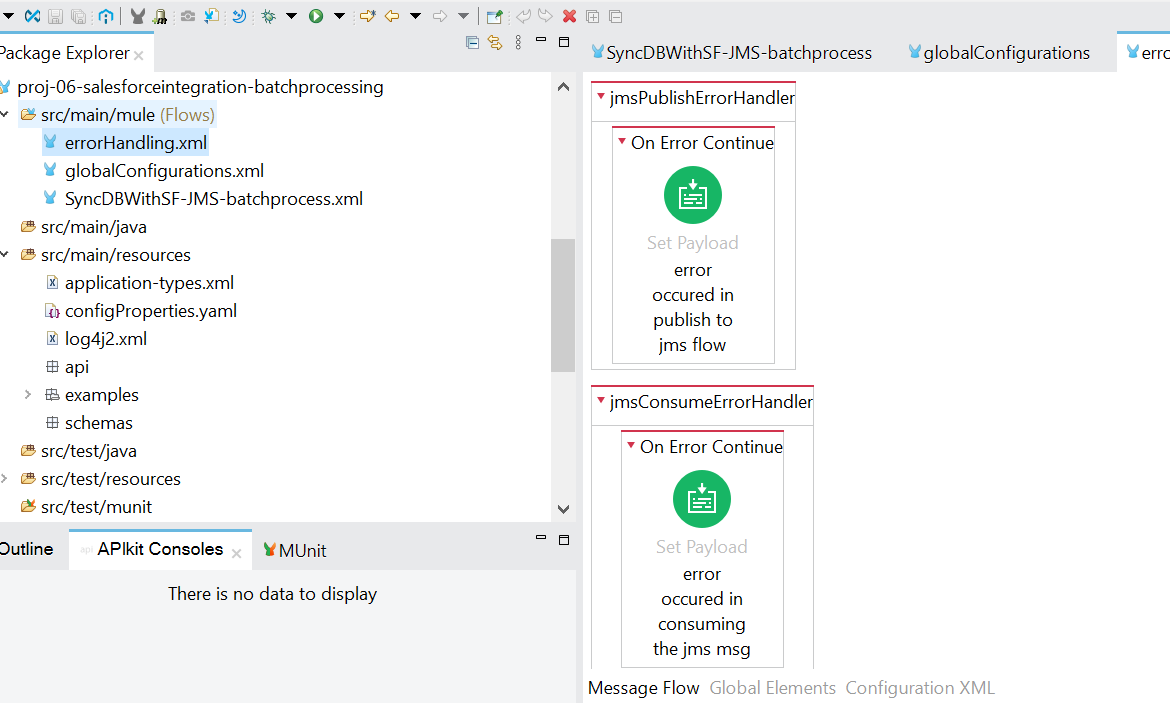 Package Explorer
proj-06-salesforceintegration-batchprocessing
src/main/mule (Flows)
errorHandling.xml
globalConfigurations.xml
SyncDBWithSF-JMS-batchprocess.xml
src/main/java
src/main/resources
application-types.xml
configProperties.yaml
log4j2.xml
api
examples
schemas
src/test/java
src/test/resources
src/test/munit
Outline
api APIkit Consoles
MUnit
There is no data to display
SyncDBWithSF-JMS-batchprocess
globalConfigurations
erro
jmsPublishErrorHandler
On Error Continue
Set Payload
error
occured in
publish to
jms flow
jmsConsumeErrorHandler
On Error Continue
Set Payload
error
occured in
consuming
the jms msg
Message Flow Global Elements Configuration XML